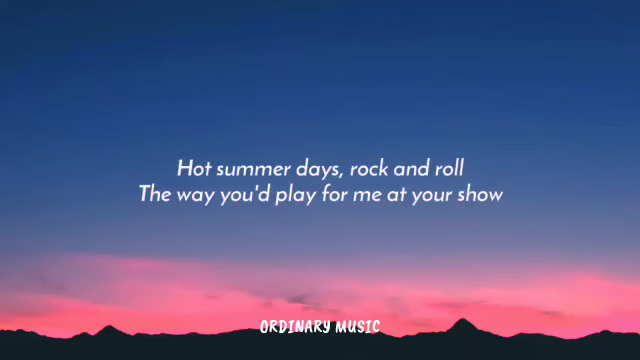 Hot summer days, rock and roll
The way you'd play for me at your show
ORDINARY MUSIC